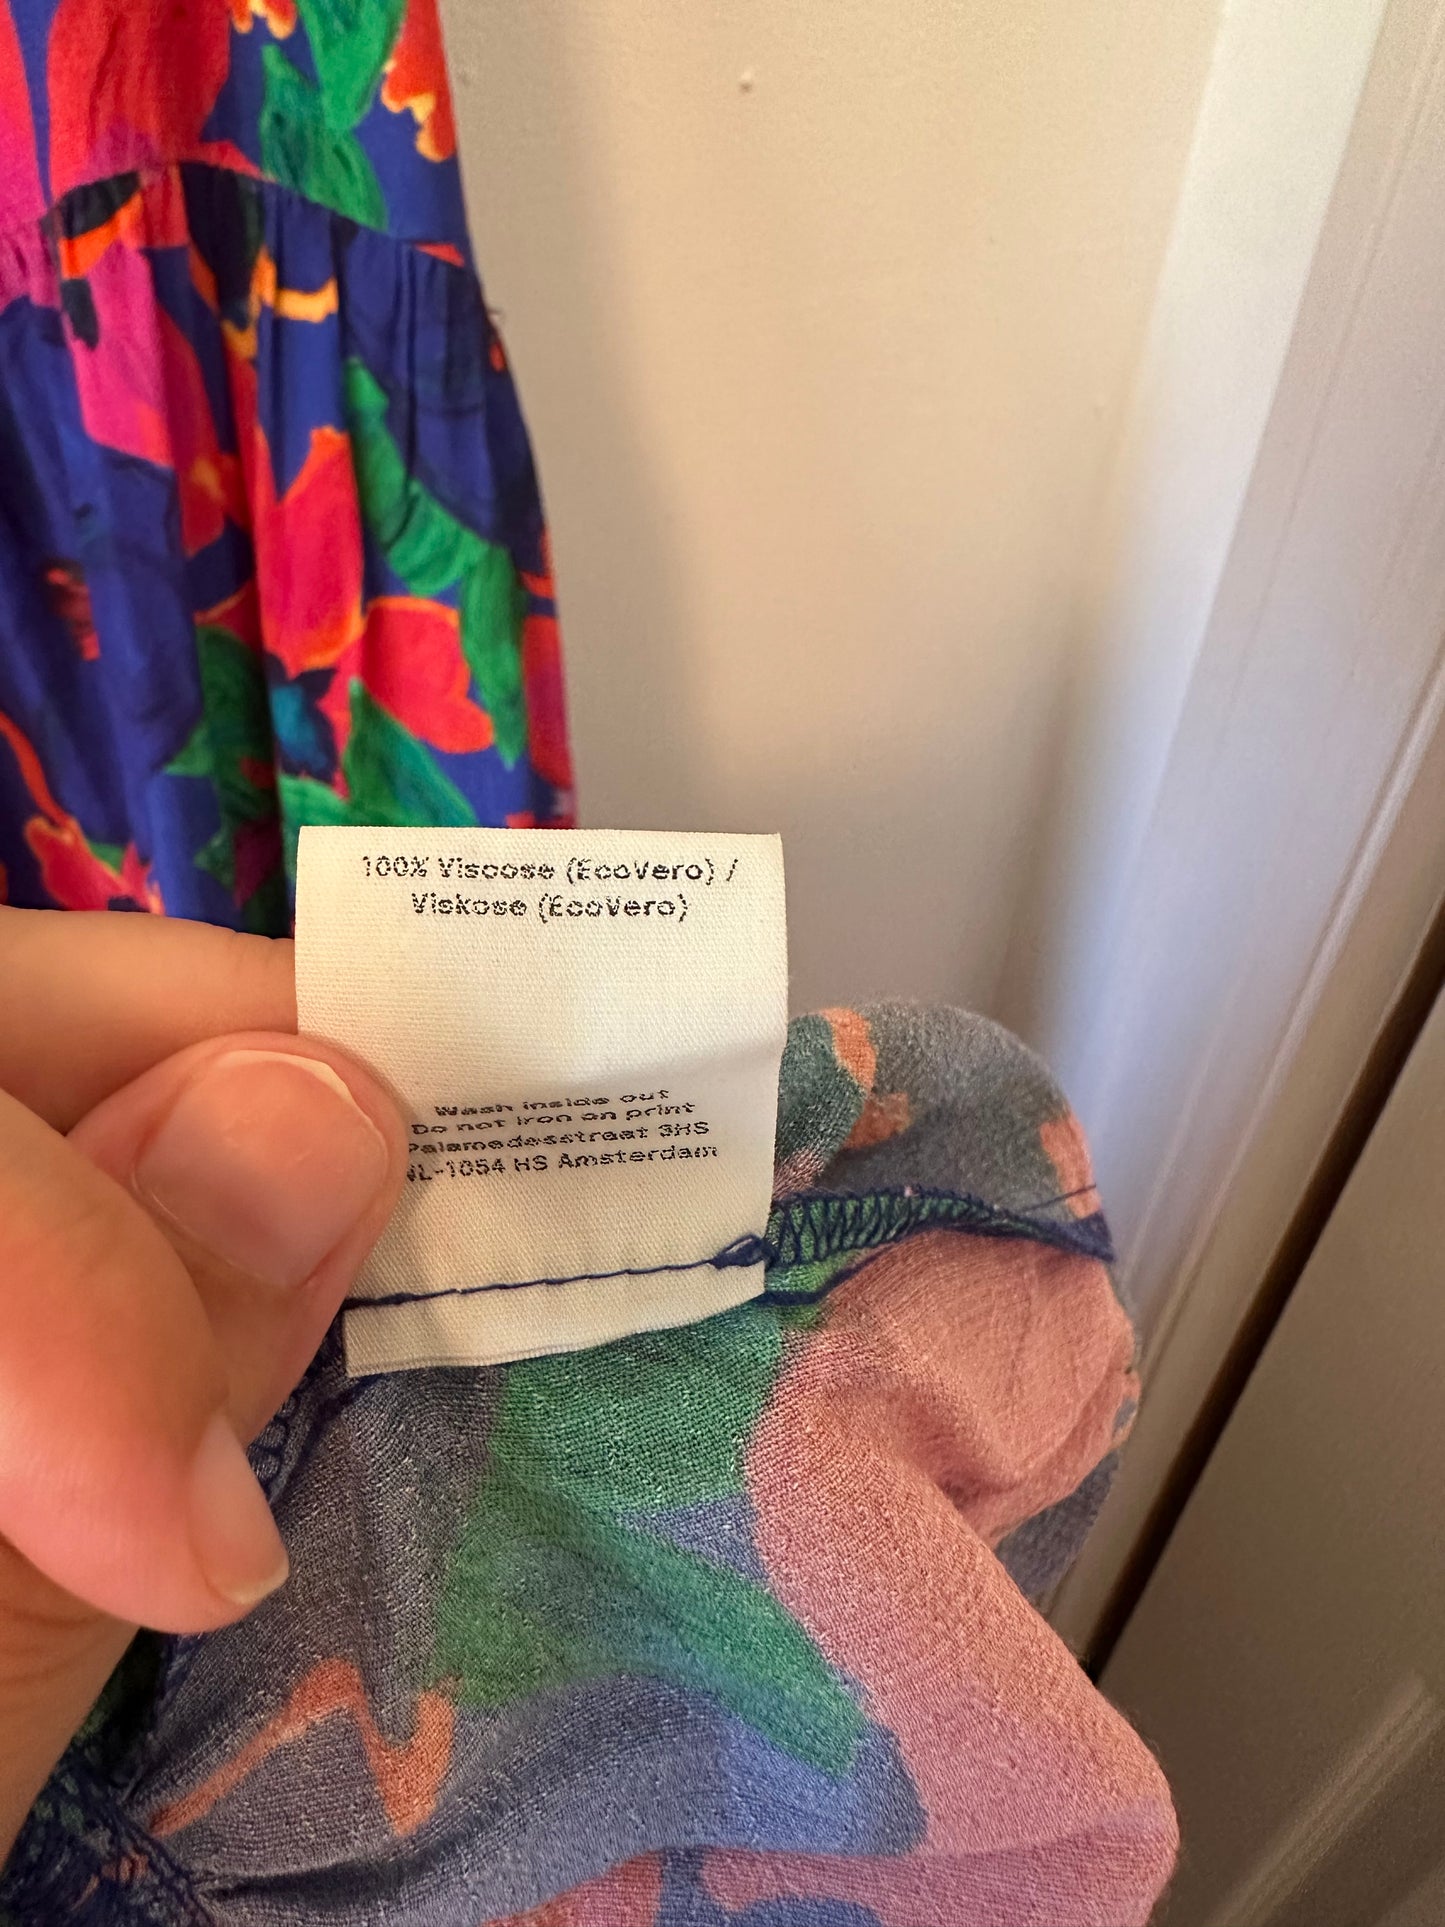 100% Viscose (EcoVero) /
Viskose (EcoVero)
Wash inside out
Do not iron on print
Palamedesstraat 3HS
NL-1054 HS Amsterdam